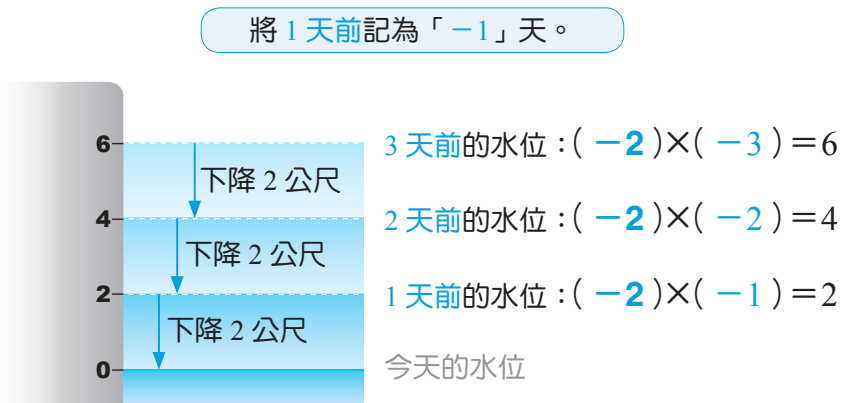 將 1 天前記為「－1」天。
6
3 天前的水位：( －2 )×( －3 )＝6
下降 2 公尺
4
2 天前的水位：( －2 )×( －2 )＝4
下降 2 公尺
2
1 天前的水位：( －2 )×( －1 )＝2
下降 2 公尺
0
今天的水位